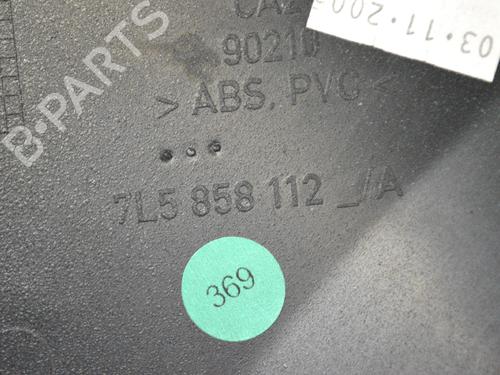 03·11·200
90210
> ABS. PVC <
7L5 858 112 _/A
369
B-PARTS